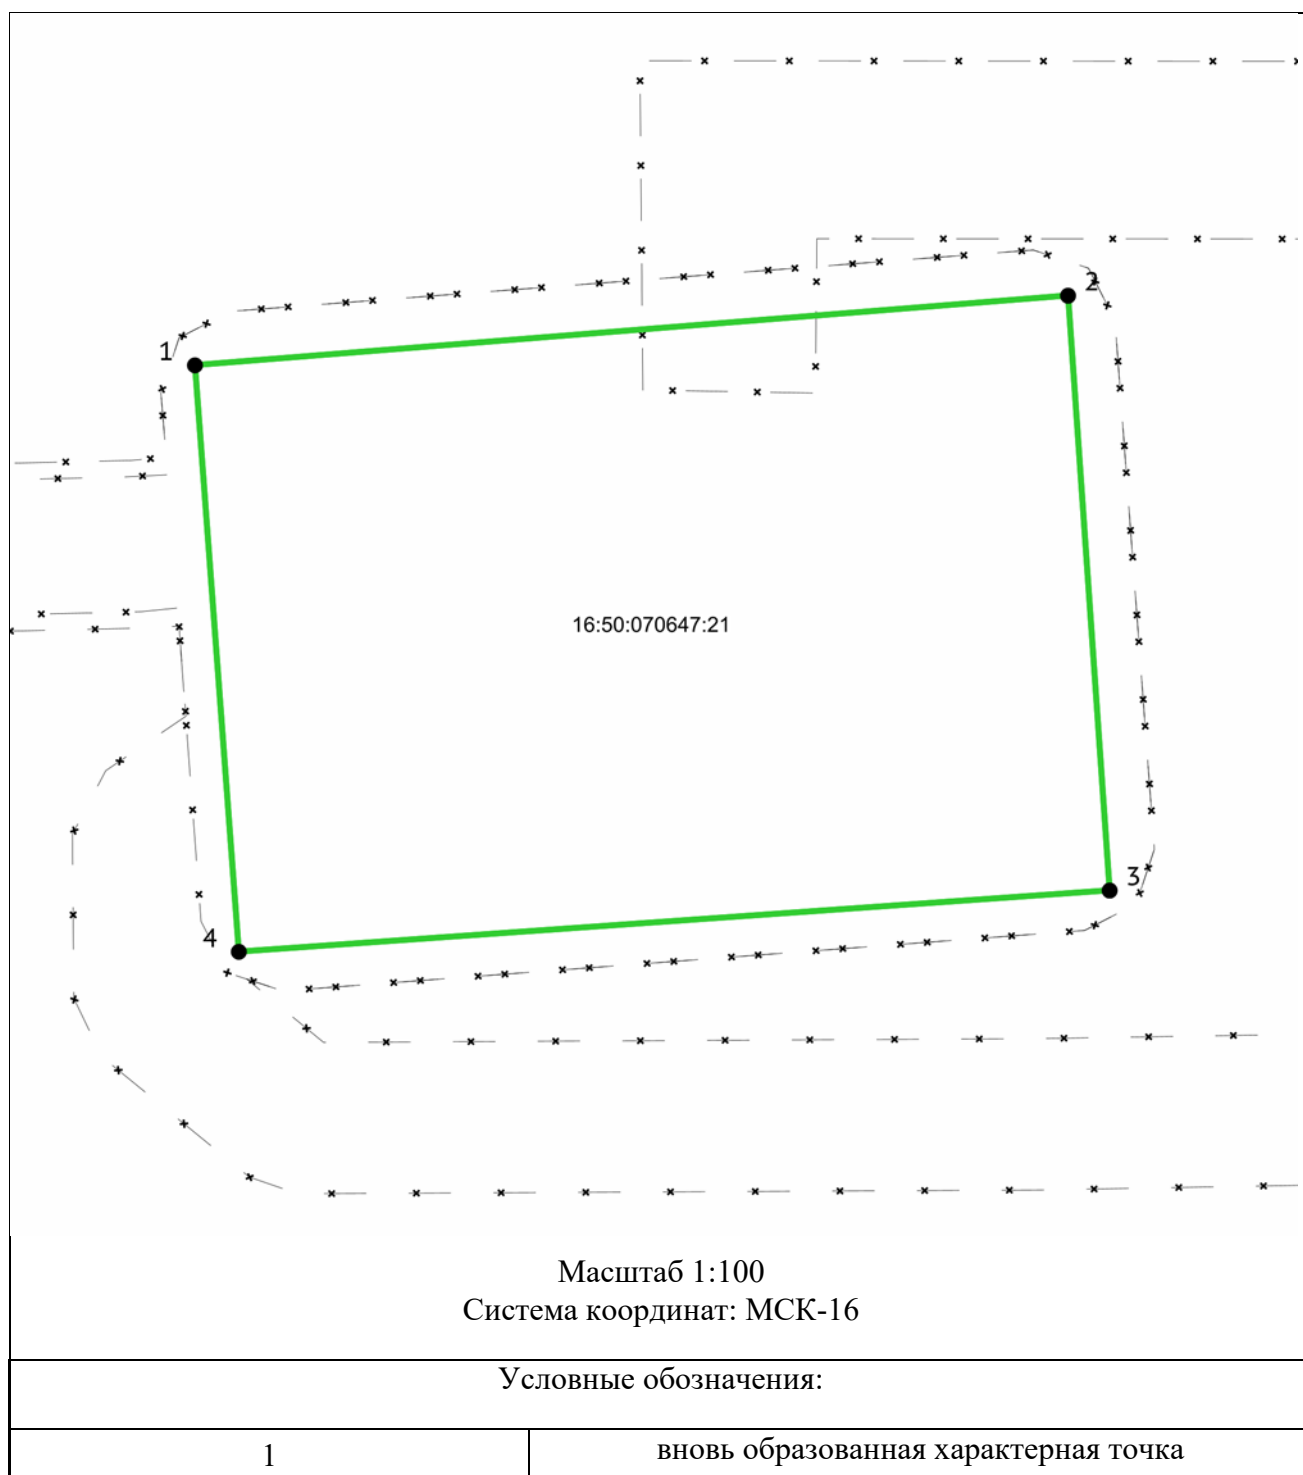 2
1
16:50:070647:21
3
4
Масштаб 1:100
Система координат: МСК-16
Условные обозначения:
1 вновь образованная характерная точка